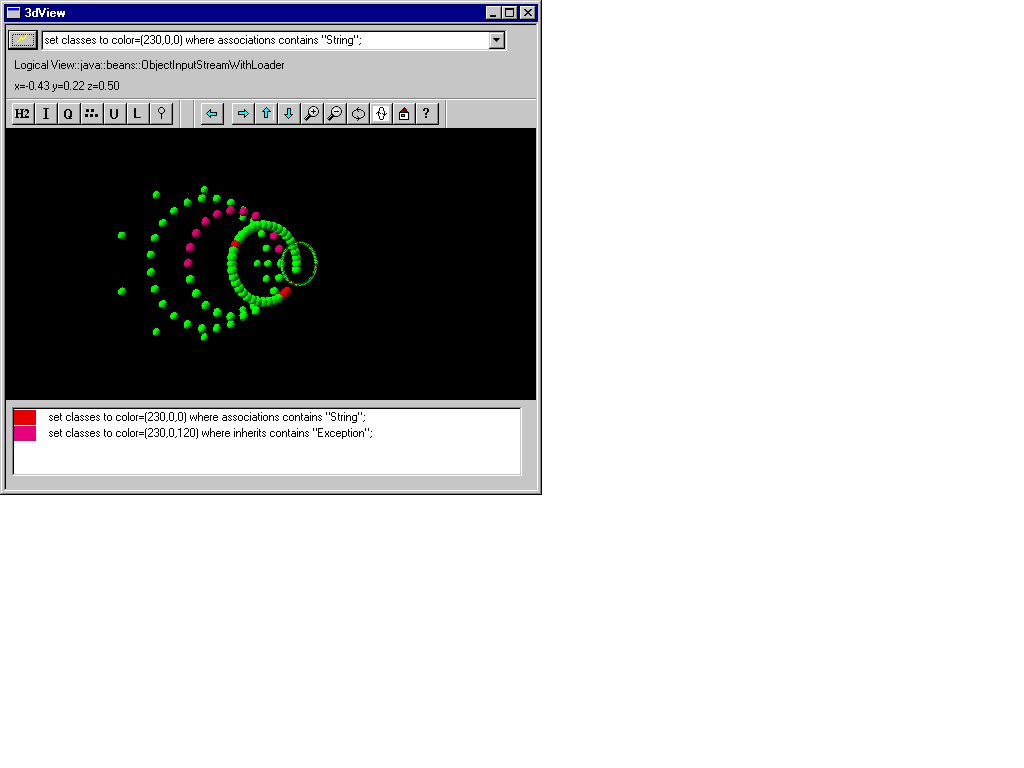 3dView
set classes to color=(230,0,0) where associations contains "String";
Logical View::java::beans::ObjectInputStreamWithLoader
x=-0.43 y=0.22 z=0.50
H2 I Q U L ?
set classes to color=(230,0,0) where associations contains "String";
set classes to color=(230,0,120) where inherits contains "Exception";